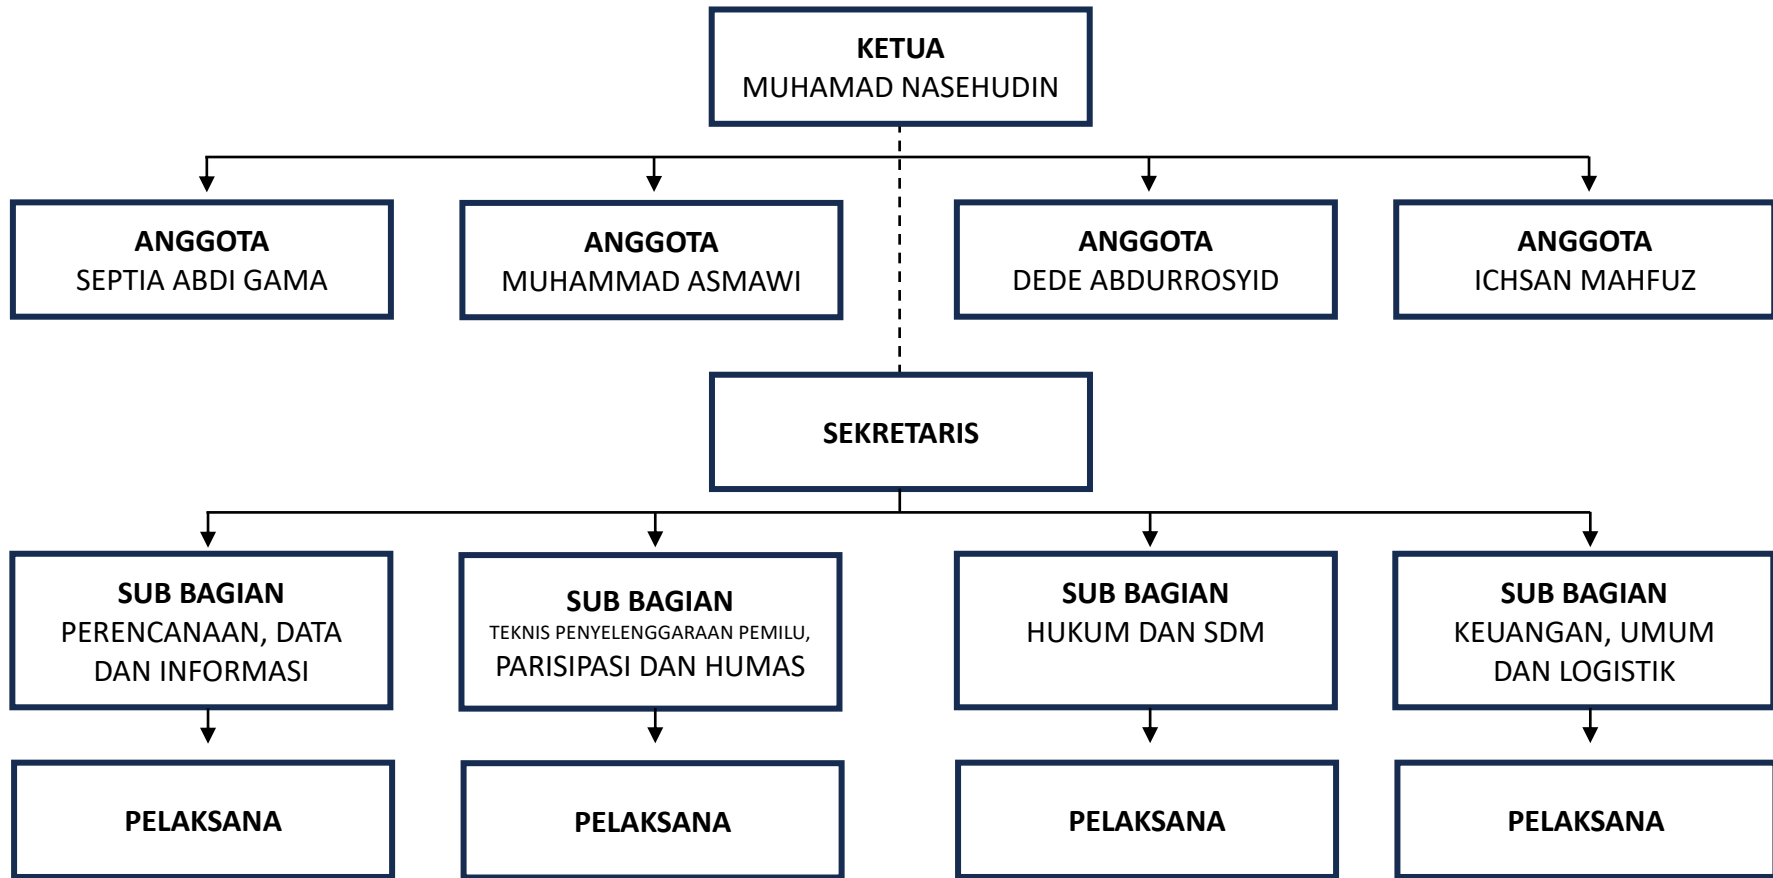 KETUA
MUHAMAD NASEHUDIN
ANGGOTA
SEPTIA ABDI GAMA
ANGGOTA
MUHAMMAD ASMAWI
ANGGOTA
DEDE ABDURROSYID
ANGGOTA
ICHSAN MAHFUZ
SEKRETARIS
SUB BAGIAN
PERENCANAAN, DATA
DAN INFORMASI
SUB BAGIAN
TEKNIS PENYELENGGARAAN PEMILU,
PARISIPASI DAN HUMAS
SUB BAGIAN
HUKUM DAN SDM
SUB BAGIAN
KEUANGAN, UMUM
DAN LOGISTIK
PELAKSANA
PELAKSANA
PELAKSANA
PELAKSANA